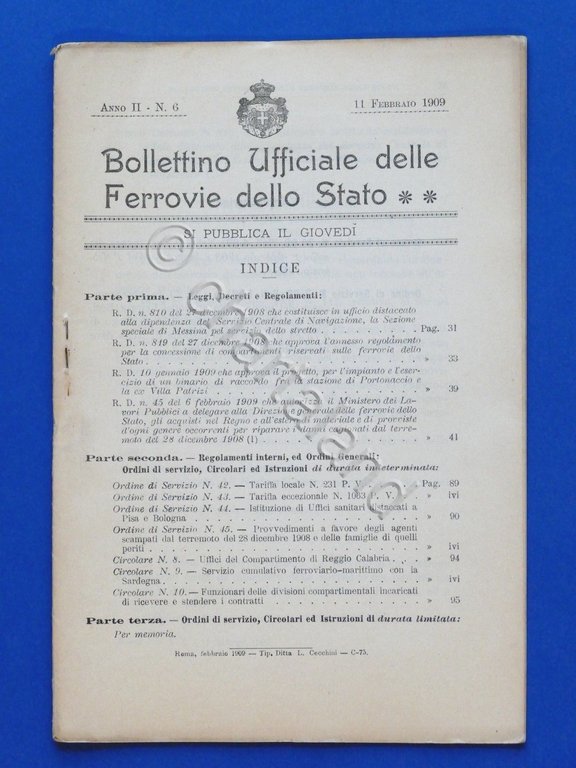 ANNO II - N. 6
11 FEBBRAIO 1909
Bollettino Ufficiale delle
Ferrovie dello Stato **
SI PUBBLICA IL GIOVEDÌ
INDICE
Parte prima. — Leggi, Decreti e Regolamenti:
R. D. n. 810 del 27 dicembre 1908 che costituisce in ufficio distaccato
alla dipendenza del Servizio Centrale di Navigazione, la Sezione
speciale di Messina pel servizio dello stretto . . . . . . . . . . Pag. 31
R. D. n. 819 del 27 dicembre 1908 che approva l'annesso regolamento
per la concessione di compartimenti riservati sulle ferrovie dello
Stato . . . . . . . . . . » 33
R. D. 10 gennaio 1909 che approva il progetto, per l'impianto e l'eser-
cizio di un binario di raccordo fra la stazione di Portonaccio e
la ex Villa Patrizi . . . . . . . . . . » 39
R. D. n. 45 del 6 febbraio 1909 che autorizza il Ministero dei La-
vori Pubblici a delegare alla Direzione generale delle ferrovie dello
Stato, gli acquisti nel Regno e all'estero di materiale e di provviste
d'ogni genere occorrenti per riparare i danni cagionati dal terre-
moto del 28 dicembre 1908 (1) . . . . . . . . . . » 41
Parte seconda. — Regolamenti interni, ed Ordini Generali:
Ordini di servizio, Circolari ed Istruzioni di durata indeterminata:
Ordine di Servizio N. 42. — Tariffa locale N. 231 P. V. . . . . Pag. 89
Ordine di Servizio N. 43. — Tariffa eccezionale N. 1003 P. V. . . . » ivi
Ordine di Servizio N. 44. — Istituzione di Uffici sanitari distaccati a
Pisa e Bologna . . . . . . . . . . » 90
Ordine di Servizio N. 45. — Provvedimenti a favore degli agenti
scampati dal terremoto del 28 dicembre 1908 e delle famiglie di quelli
periti . . . . . . . . . . » ivi
Circolare N. 8. — Uffici del Compartimento di Reggio Calabria . . . » 94
Circolare N. 9. — Servizio cumulativo ferroviario-marittimo con la
Sardegna . . . . . . . . . . » ivi
Circolare N. 10. — Funzionari delle divisioni compartimentali incaricati
di ricevere e stendere i contratti . . . . . . . . . . » 95
Parte terza. — Ordini di servizio, Circolari ed Istruzioni di durata limitata:
Per memoria.
Roma, febbraio 1909 — Tip. Ditta L. Cecchini — C-75.